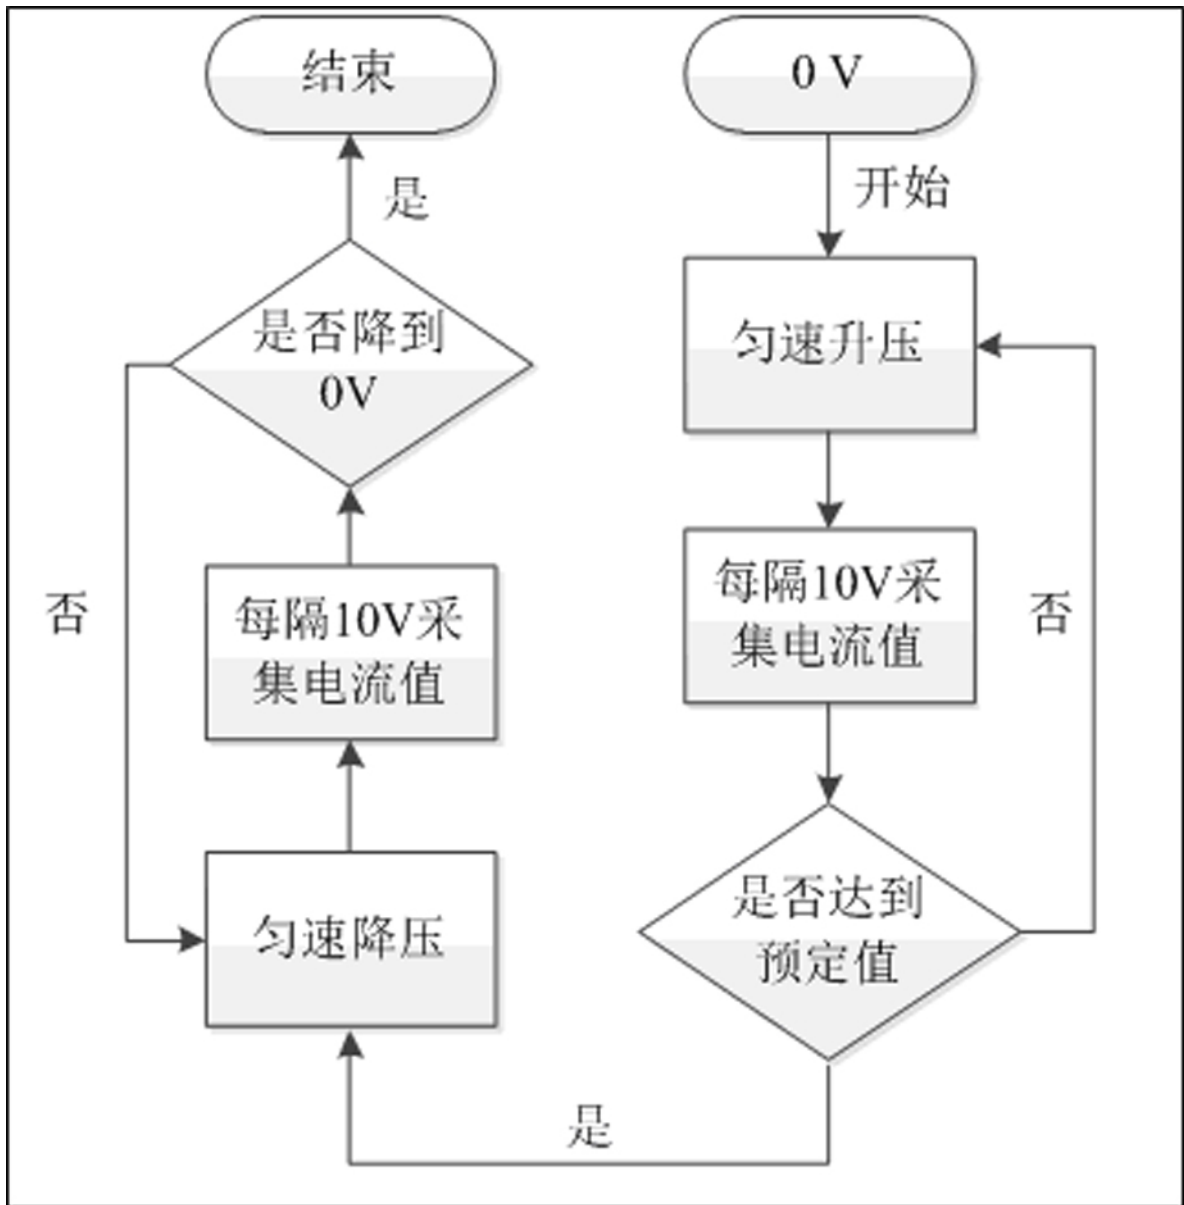 结束
0 V
是
开始
是否降到
0V
匀速升压
否
每隔10V采
集电流值
每隔10V采
集电流值
否
匀速降压
是否达到
预定值
是